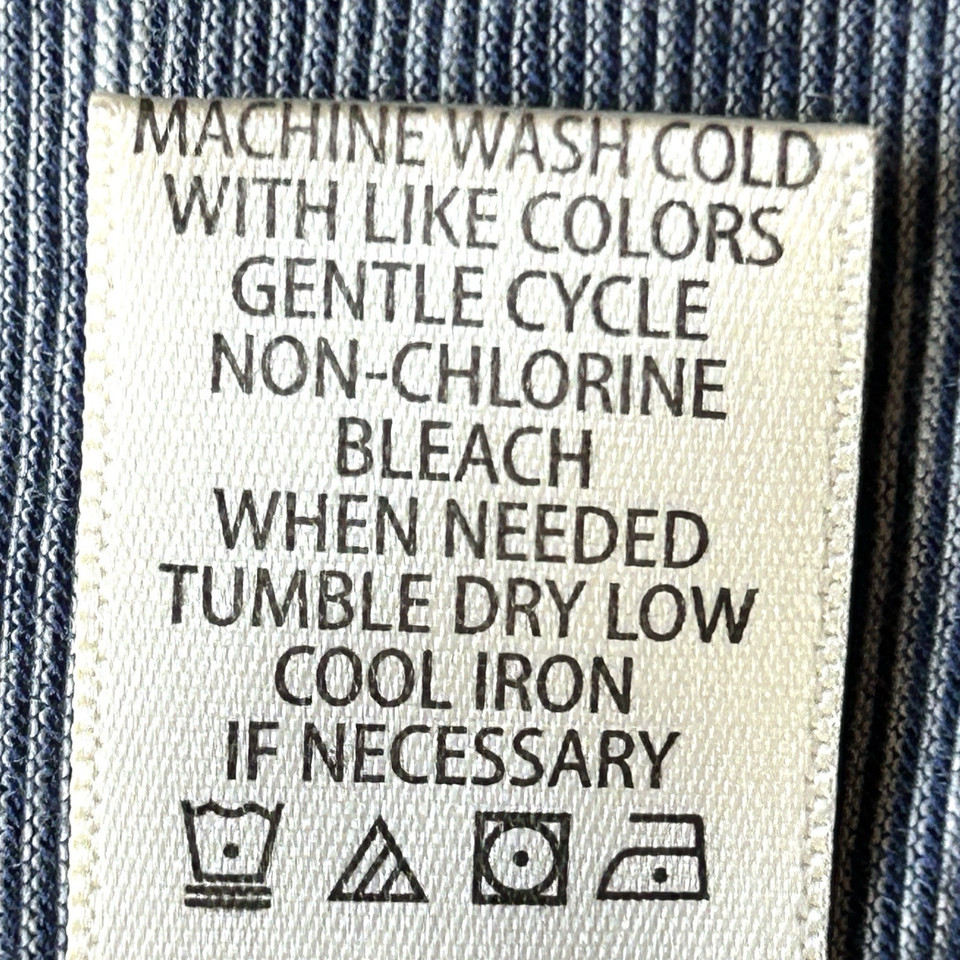 MACHINE WASH COLD
WITH LIKE COLORS
GENTLE CYCLE
NON-CHLORINE
BLEACH
WHEN NEEDED
TUMBLE DRY LOW
COOL IRON
IF NECESSARY